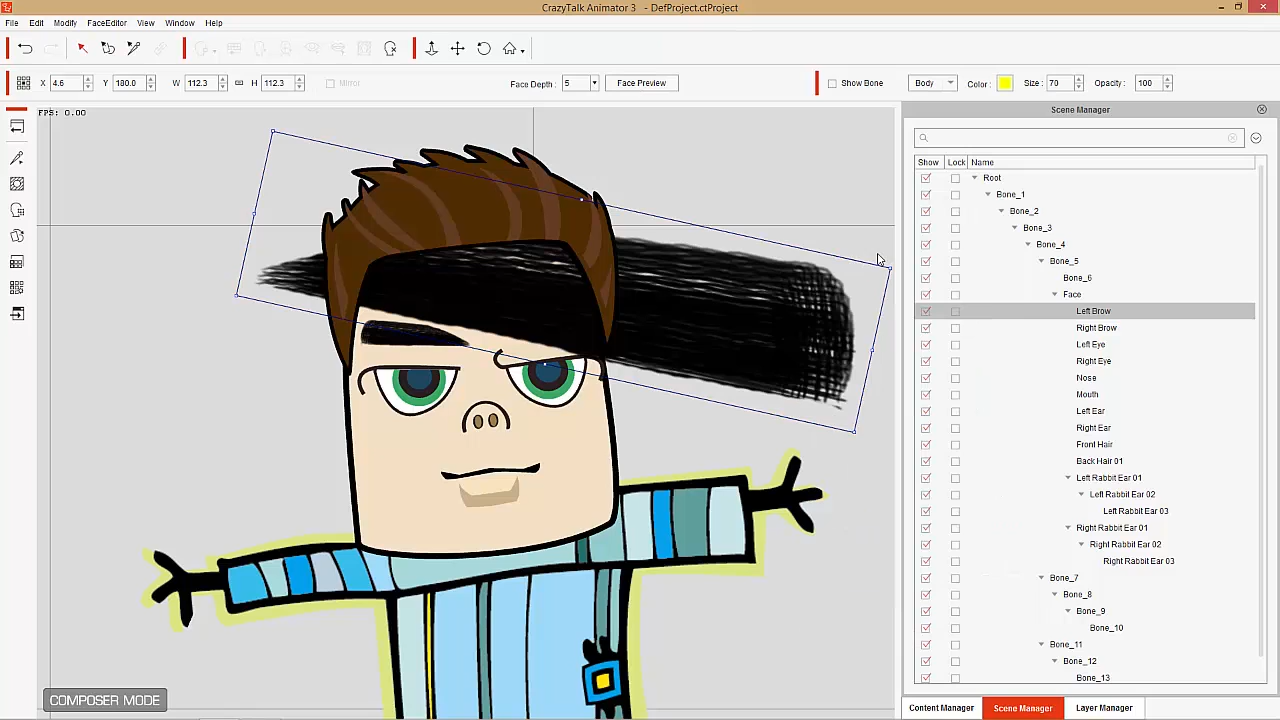 CrazyTalk Animator 3 - DefProject.ctProject
File Edit Modify FaceEditor View Window Help
X 4.6 Y 180.0 W 112.3 H 112.3 Mirror Face Depth : 5 Face Preview Show Bone Body Color : Size : 70 Opacity : 100
FPS: 0.00
Scene Manager
Show Lock Name
Root
Bone_1
Bone_2
Bone_3
Bone_4
Bone_5
Bone_6
Face
Left Brow
Right Brow
Left Eye
Right Eye
Nose
Mouth
Left Ear
Right Ear
Front Hair
Back Hair 01
Left Rabbit Ear 01
Left Rabbit Ear 02
Left Rabbit Ear 03
Right Rabbit Ear 01
Right Rabbit Ear 02
Right Rabbit Ear 03
Bone_7
Bone_8
Bone_9
Bone_10
Bone_11
Bone_12
Bone_13
COMPOSER MODE
Content Manager Scene Manager Layer Manager